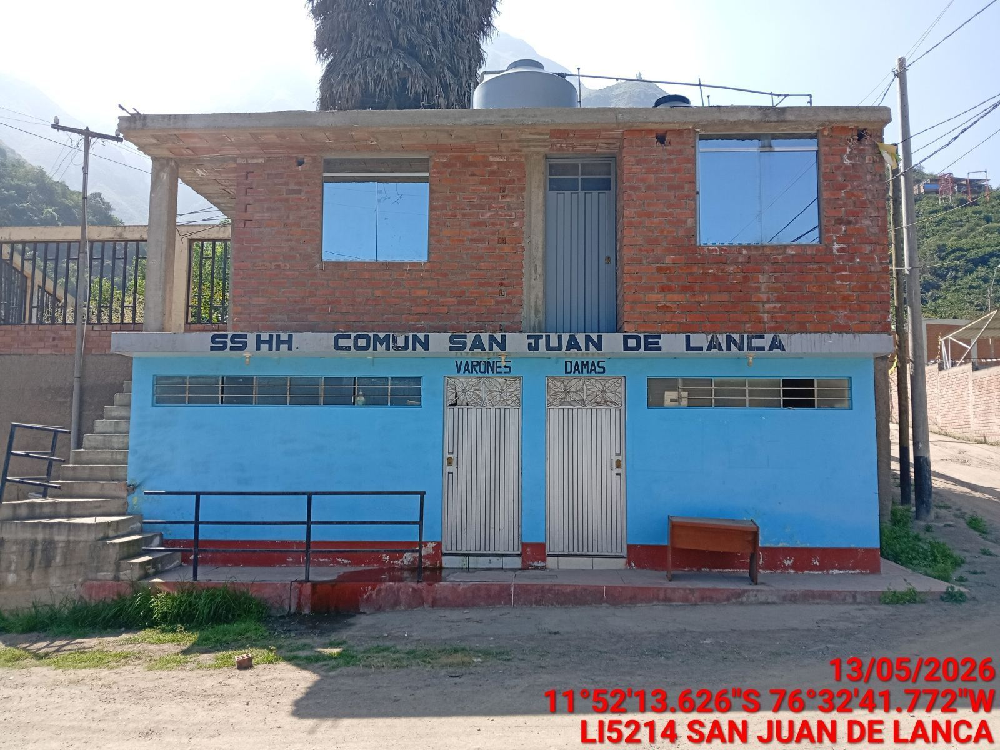 SS HH. COMUN SAN JUAN DE LANCA
VARONES DAMAS
13/05/2026
11°52'13.626"S 76°32'41.772"W
LI5214 SAN JUAN DE LANCA